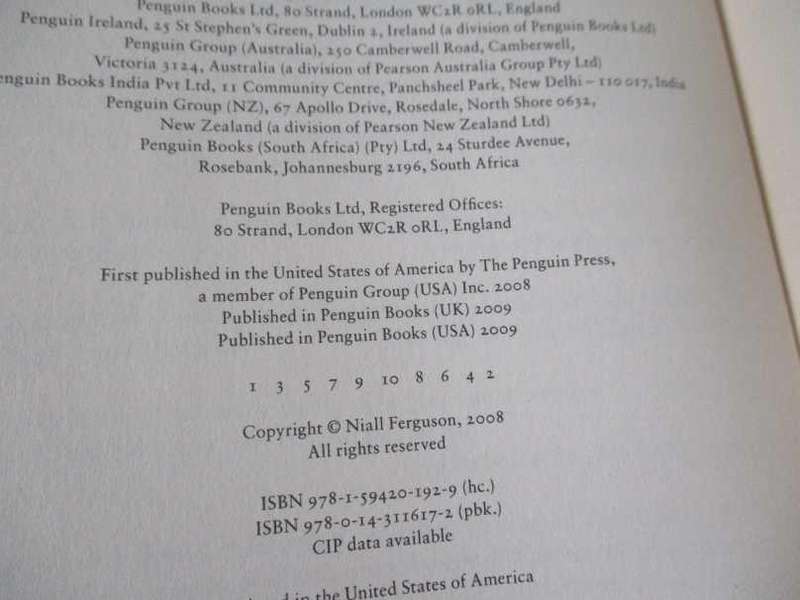 Penguin Books Ltd, 80 Strand, London WC2R 0RL, England
Penguin Ireland, 25 St Stephen's Green, Dublin 2, Ireland (a division of Penguin Books Ltd)
Penguin Group (Australia), 250 Camberwell Road, Camberwell,
Victoria 3124, Australia (a division of Pearson Australia Group Pty Ltd)
enguin Books India Pvt Ltd, 11 Community Centre, Panchsheel Park, New Delhi – 110 017, India
Penguin Group (NZ), 67 Apollo Drive, Rosedale, North Shore 0632,
New Zealand (a division of Pearson New Zealand Ltd)
Penguin Books (South Africa) (Pty) Ltd, 24 Sturdee Avenue,
Rosebank, Johannesburg 2196, South Africa
Penguin Books Ltd, Registered Offices:
80 Strand, London WC2R 0RL, England
First published in the United States of America by The Penguin Press,
a member of Penguin Group (USA) Inc. 2008
Published in Penguin Books (UK) 2009
Published in Penguin Books (USA) 2009
1 3 5 7 9 10 8 6 4 2
Copyright © Niall Ferguson, 2008
All rights reserved
ISBN 978-1-59420-192-9 (hc.)
ISBN 978-0-14-311617-2 (pbk.)
CIP data available
in the United States of America